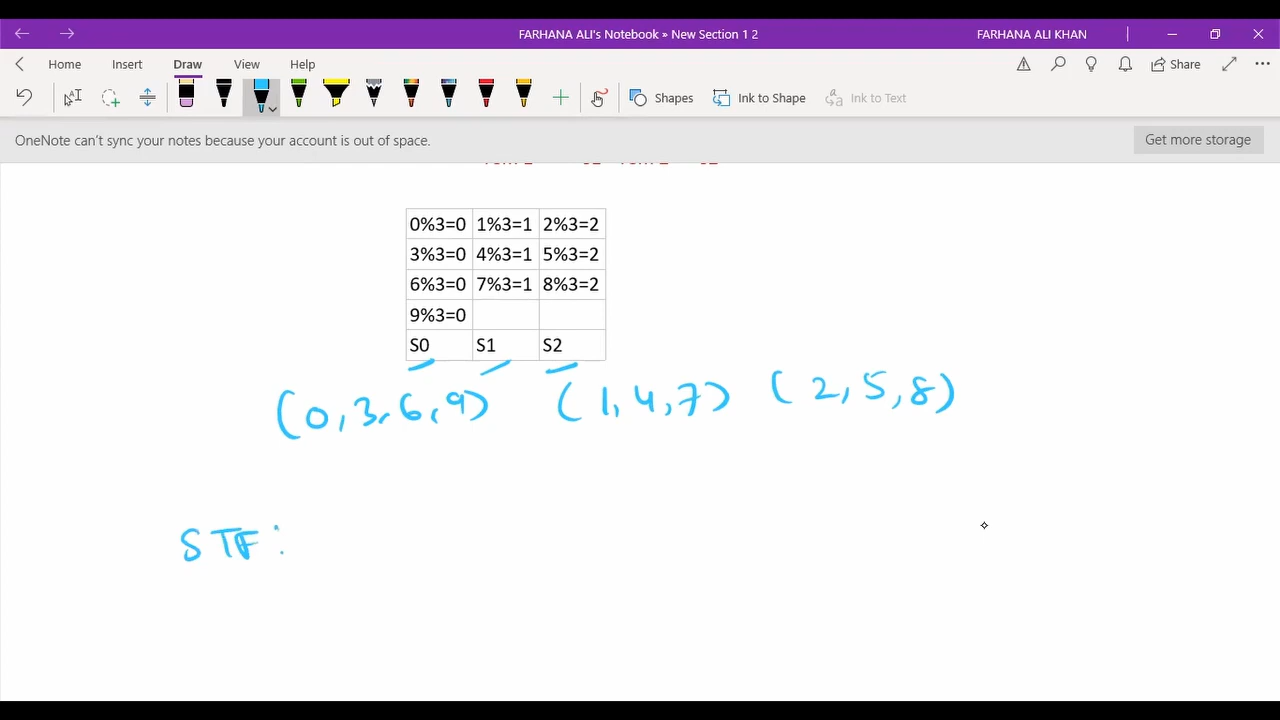 FARHANA ALI's Notebook » New Section 1 2
FARHANA ALI KHAN
Home Insert Draw View Help
Share
Shapes
Ink to Shape
Ink to Text
OneNote can't sync your notes because your account is out of space.
Get more storage
0%3=0 1%3=1 2%3=2
3%3=0 4%3=1 5%3=2
6%3=0 7%3=1 8%3=2
9%3=0
S0 S1 S2
(0,3,6,9) (1,4,7) (2,5,8)
STF: